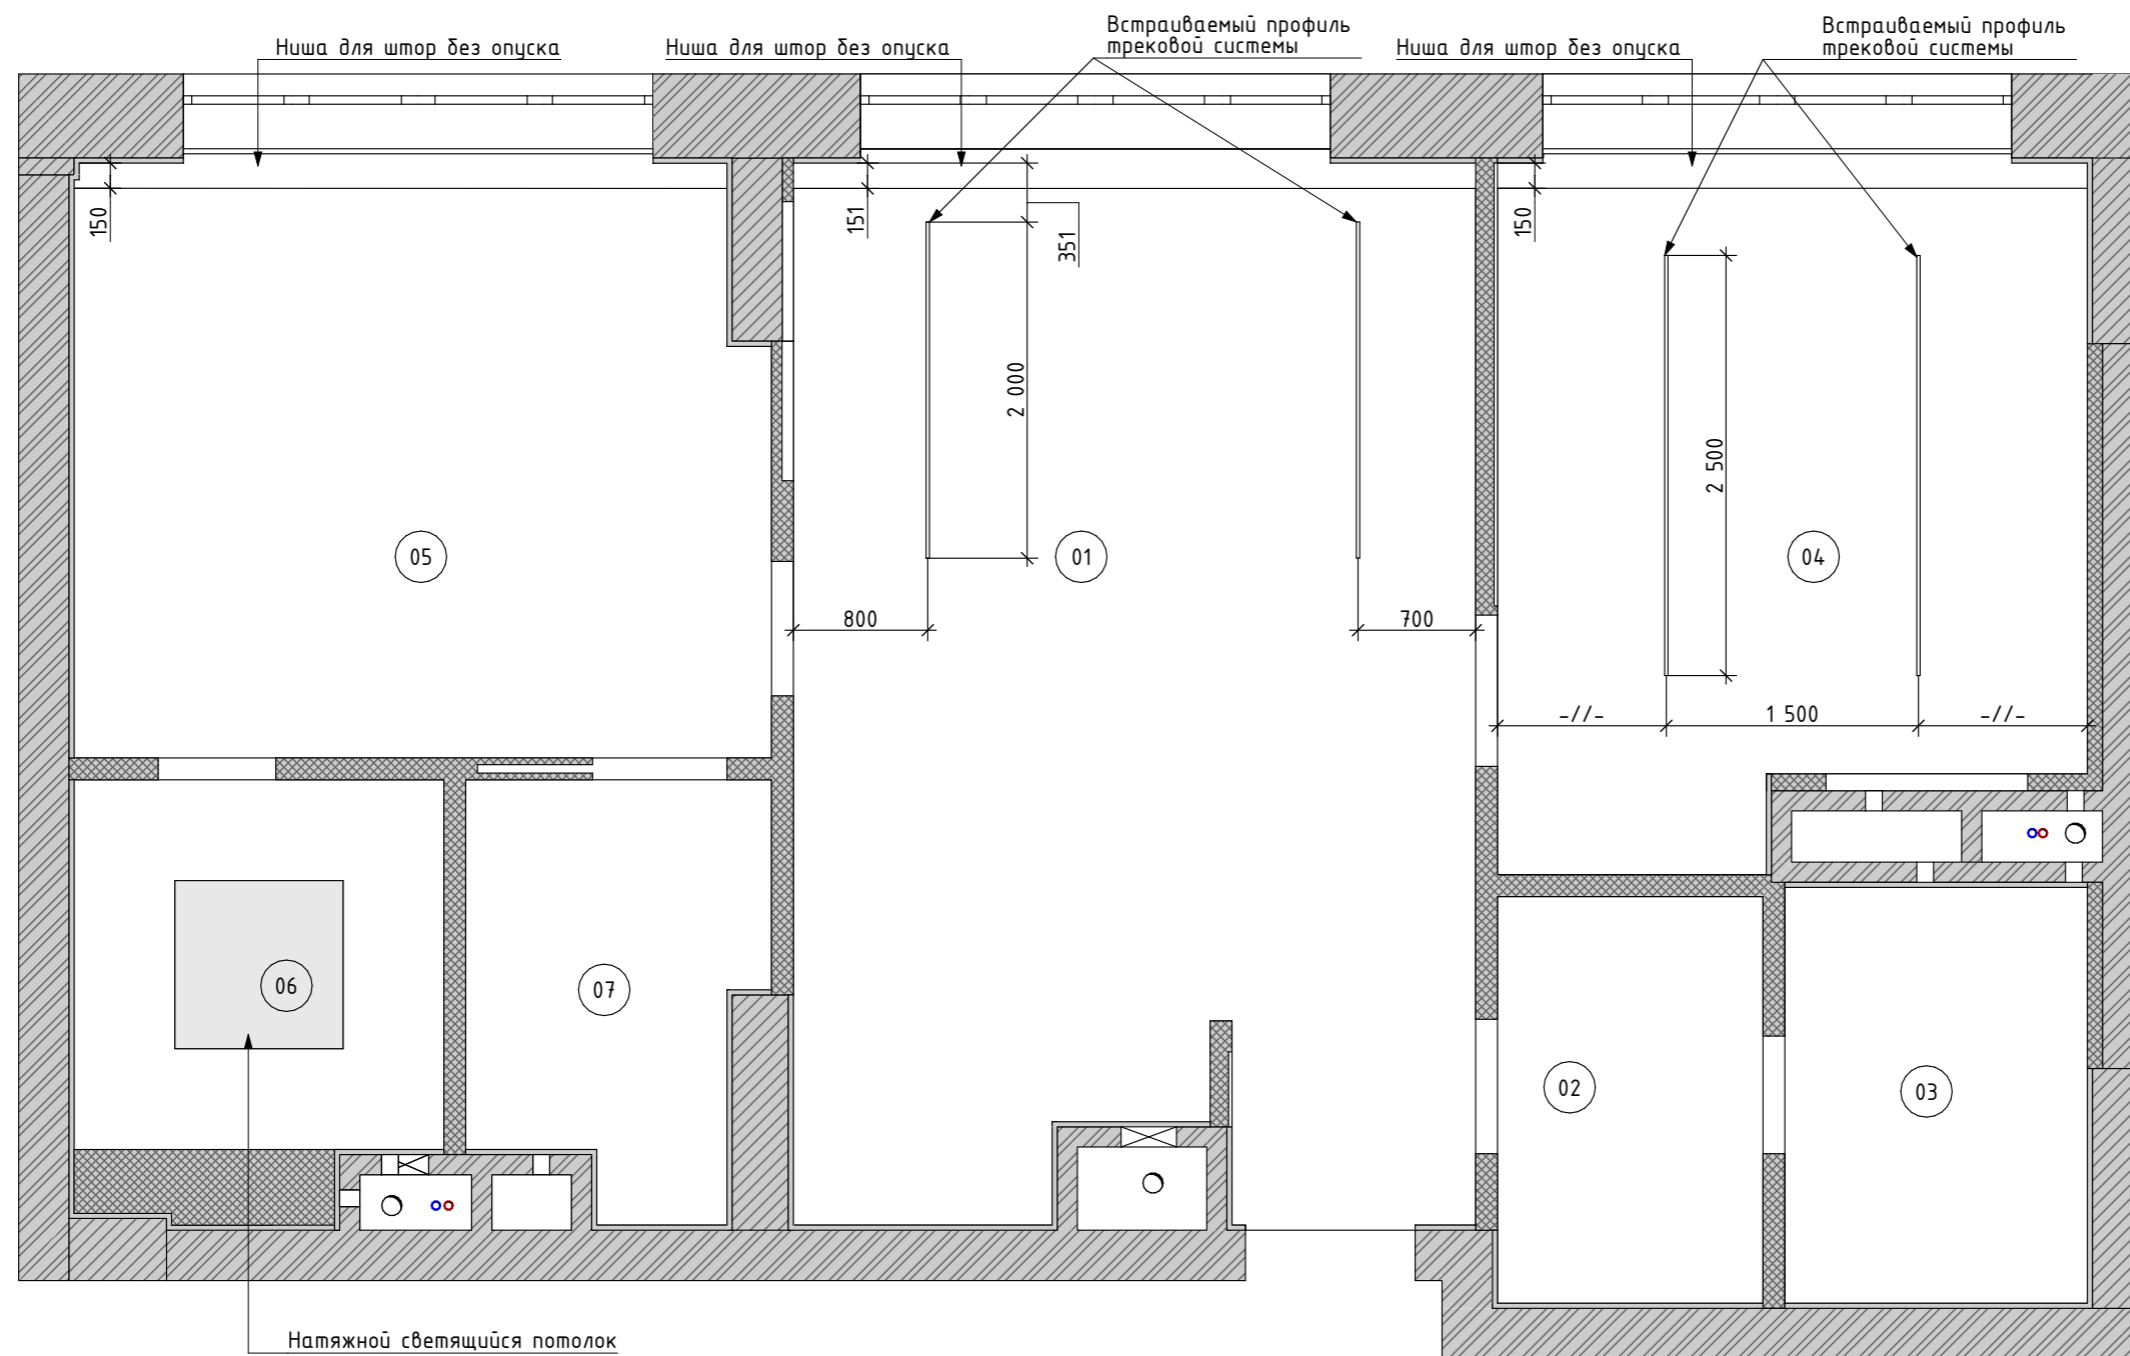 Ниша для штор без опуска
Ниша для штор без опуска
Встраиваемый профиль
трековой системы
Ниша для штор без опуска
Встраиваемый профиль
трековой системы
150
151
351
150
2 000
2 500
05
01
04
800
700
-//-
1 500
-//-
06
07
02
03
Натяжной светящийся потолок